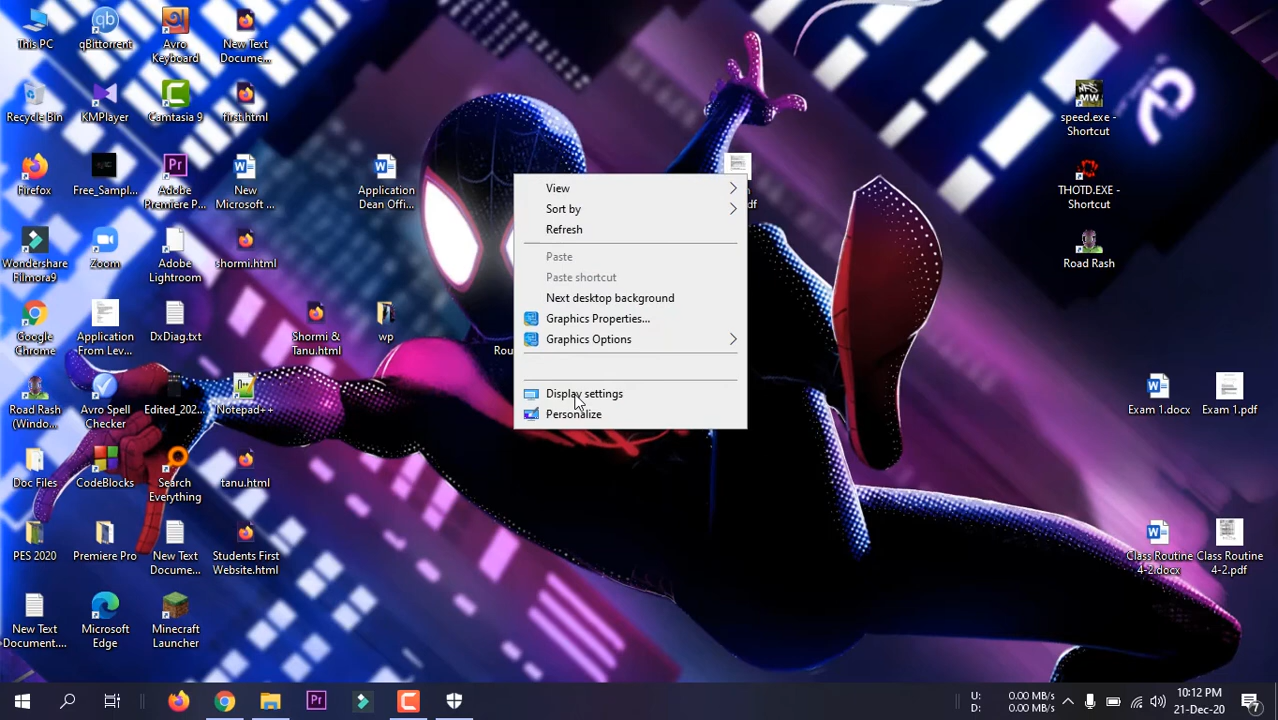 This PC
qBittorrent
Avro
Keyboard
New Text
Docume...
Recycle Bin
KMPlayer
Camtasia 9
first.html
Firefox
Free_Sampl...
Adobe
Premiere P...
New
Microsoft ...
Application
Dean Offi...
Wondershare
Filmora9
Zoom
Adobe
Lightroom
shormi.html
Google
Chrome
Application
From Lev...
DxDiag.txt
Shormi &
Tanu.html
wp
Road Rash
(Windo...
Avro Spell
Checker
Edited_202...
Notepad++
Doc Files
CodeBlocks
Search
Everything
tanu.html
PES 2020
Premiere Pro
New Text
Docume...
Students First
Website.html
New Text
Document....
Microsoft
Edge
Minecraft
Launcher
View
Sort by
Refresh
Paste
Paste shortcut
Next desktop background
Graphics Properties...
Graphics Options
Display settings
Personalize
speed.exe -
Shortcut
THOTD.EXE -
Shortcut
Road Rash
Exam 1.docx
Exam 1.pdf
Class Routine
4-2.docx
Class Routine
4-2.pdf
U: 0.00 MB/s
D: 0.00 MB/s
10:12 PM
21-Dec-20
7